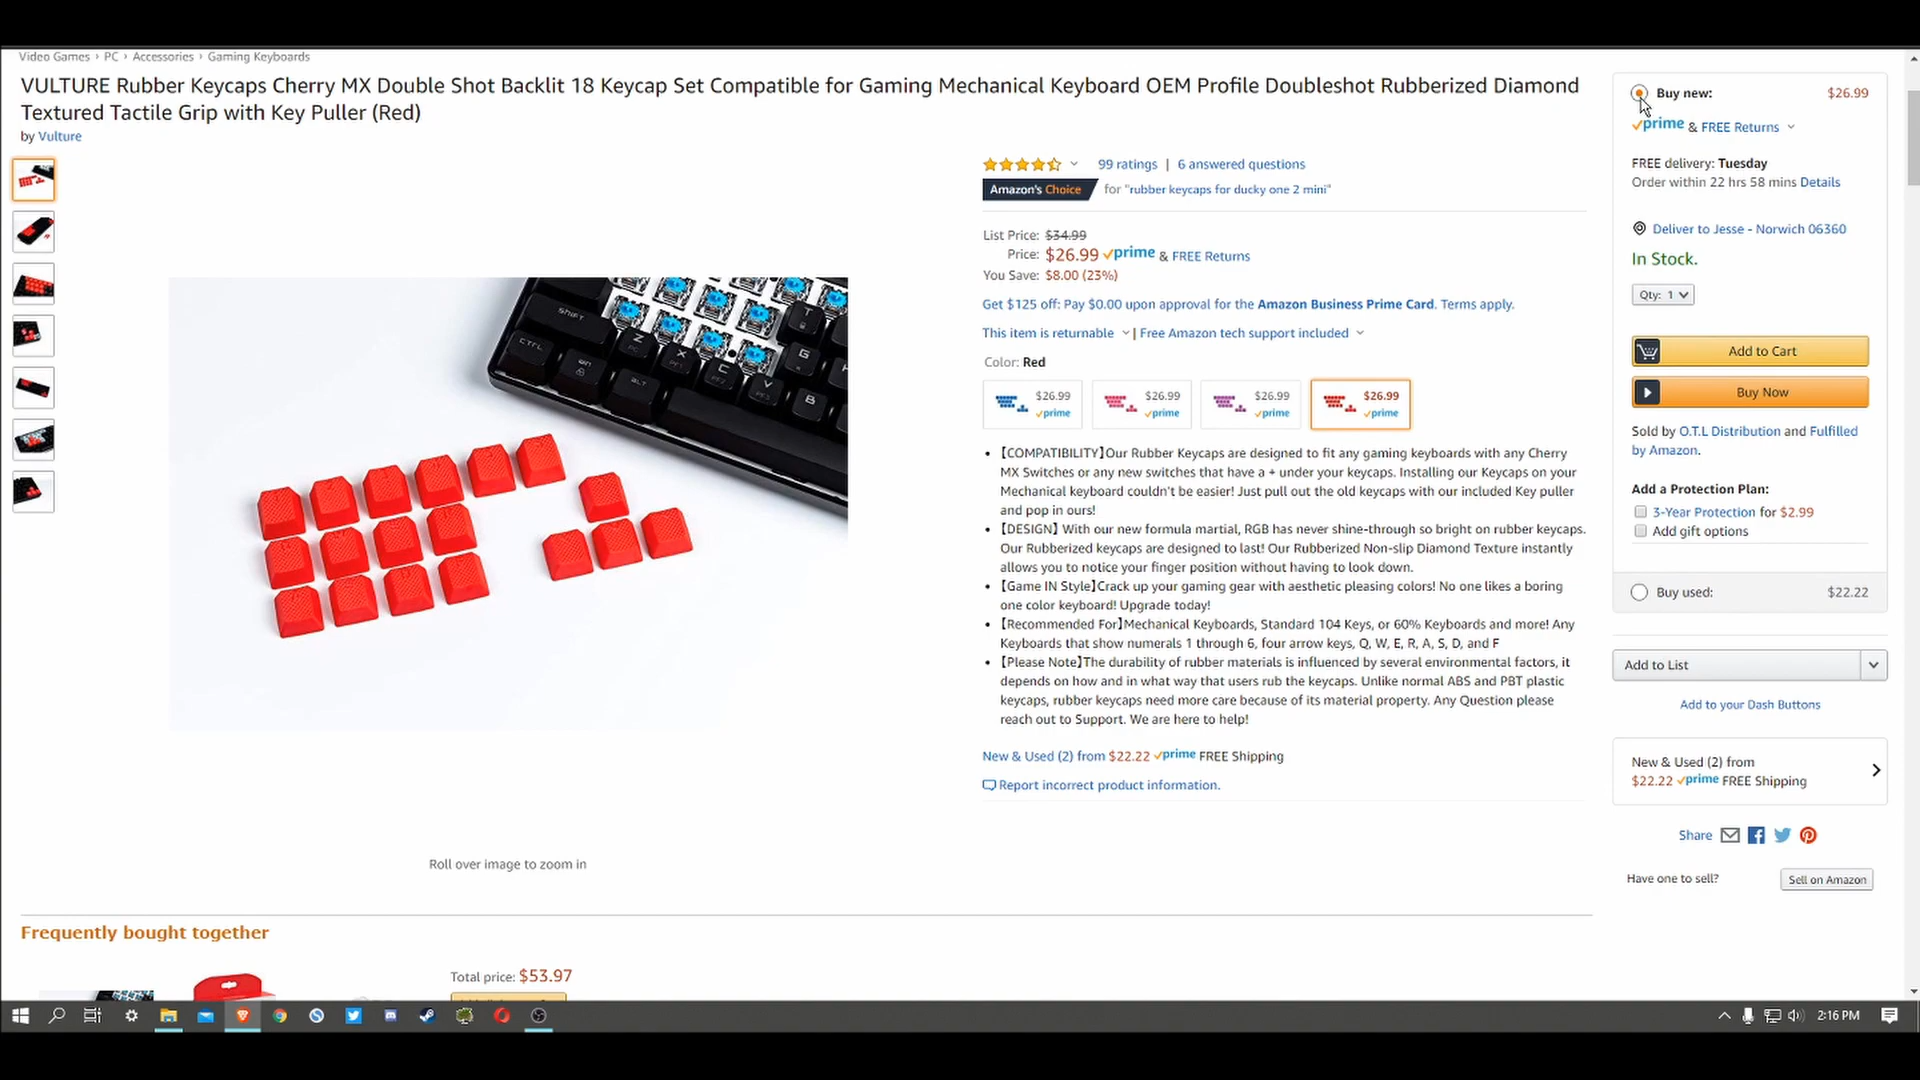 Video Games › PC › Accessories › Gaming Keyboards
VULTURE Rubber Keycaps Cherry MX Double Shot Backlit 18 Keycap Set Compatible for Gaming Mechanical Keyboard OEM Profile Doubleshot Rubberized Diamond
Textured Tactile Grip with Key Puller (Red)
by Vulture
99 ratings | 6 answered questions
Amazon's Choice for "rubber keycaps for ducky one 2 mini"
List Price: $34.99
Price: $26.99 prime & FREE Returns
You Save: $8.00 (23%)
Get $125 off: Pay $0.00 upon approval for the Amazon Business Prime Card. Terms apply.
This item is returnable | Free Amazon tech support included
Color: Red
$26.99 $26.99 $26.99 $26.99
prime prime prime prime
• 【COMPATIBILITY】Our Rubber Keycaps are designed to fit any gaming keyboards with any Cherry
MX Switches or any new switches that have a + under your keycaps. Installing our Keycaps on your
Mechanical keyboard couldn't be easier! Just pull out the old keycaps with our included Key puller
and pop in ours!
• 【DESIGN】 With our new formula martial, RGB has never shine-through so bright on rubber keycaps.
Our Rubberized keycaps are designed to last! Our Rubberized Non-slip Diamond Texture instantly
allows you to notice your finger position without having to look down.
• 【Game IN Style】Crack up your gaming gear with aesthetic pleasing colors! No one likes a boring
one color keyboard! Upgrade today!
• 【Recommended For】Mechanical Keyboards, Standard 104 Keys, or 60% Keyboards and more! Any
Keyboards that show numerals 1 through 6, four arrow keys, Q, W, E, R, A, S, D, and F
• 【Please Note】The durability of rubber materials is influenced by several environmental factors, it
depends on how and in what way that users rub the keycaps. Unlike normal ABS and PBT plastic
keycaps, rubber keycaps need more care because of its material property. Any Question please
reach out to Support. We are here to help!
New & Used (2) from $22.22 prime FREE Shipping
Report incorrect product information.
SHIFT
CTRL
Z
X
C
V
B
T
G
ALT
Roll over image to zoom in
Buy new: $26.99
prime & FREE Returns
FREE delivery: Tuesday
Order within 22 hrs 58 mins Details
Deliver to Jesse - Norwich 06360
In Stock.
Qty: 1
Add to Cart
Buy Now
Sold by O.T.L Distribution and Fulfilled
by Amazon.
Add a Protection Plan:
3-Year Protection for $2.99
Add gift options
Buy used: $22.22
Add to List
Add to your Dash Buttons
New & Used (2) from
$22.22 prime FREE Shipping
Share
Have one to sell? Sell on Amazon
Frequently bought together
Total price: $53.97
2:16 PM